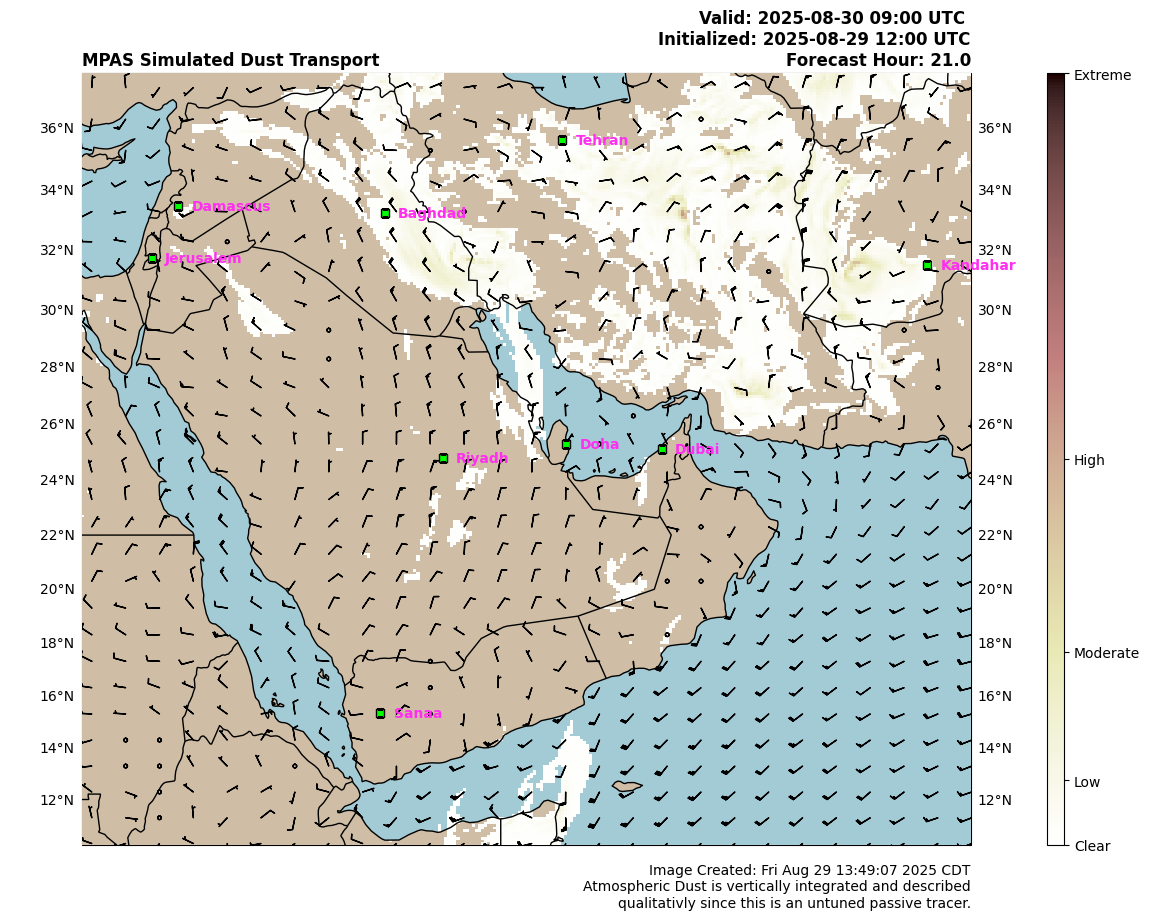 Valid: 2025-08-30 09:00 UTC
Initialized: 2025-08-29 12:00 UTC
MPAS Simulated Dust Transport Forecast Hour: 21.0
Extreme
36°N Tehran 36°N
34°N 34°N
Damascus Baghdad
32°N 32°N
Jerusalem Kandahar
30°N 30°N
28°N 28°N
26°N 26°N
Doha Dubai
Riyadh High
24°N 24°N
22°N 22°N
20°N 20°N
18°N 18°N
Moderate
16°N 16°N
Sanaa
14°N 14°N
Low
12°N 12°N
Clear
Image Created: Fri Aug 29 13:49:07 2025 CDT
Atmospheric Dust is vertically integrated and described
qualitativly since this is an untuned passive tracer.